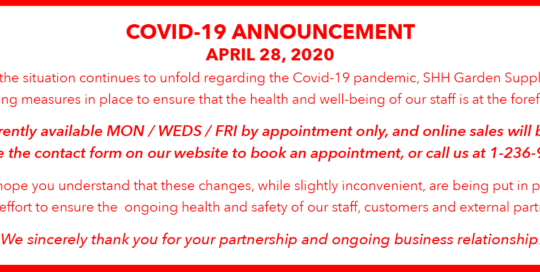 COVID-19 ANNOUNCEMENT
APRIL 28, 2020
the situation continues to unfold regarding the Covid-19 pandemic, SHH Garden Suppl
ng measures in place to ensure that the health and well-being of our staff is at the foref
rently available MON / WEDS / FRI by appointment only, and online sales will b
e the contact form on our website to book an appointment, or call us at 1-236-9
hope you understand that these changes, while slightly inconvenient, are being put in p
effort to ensure the ongoing health and safety of our staff, customers and external part
We sincerely thank you for your partnership and ongoing business relationship.